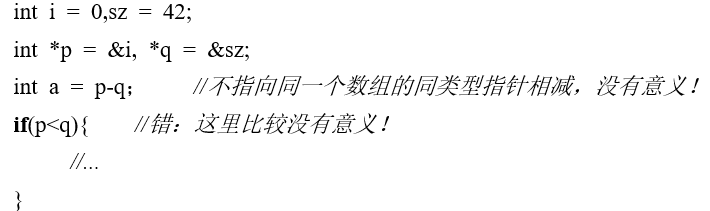 int i = 0,sz = 42;
int *p = &i, *q = &sz;
int a = p-q;    //不指向同一个数组的同类型指针相减，没有意义！
if(p<q){    //错：这里比较没有意义！
    //...
}